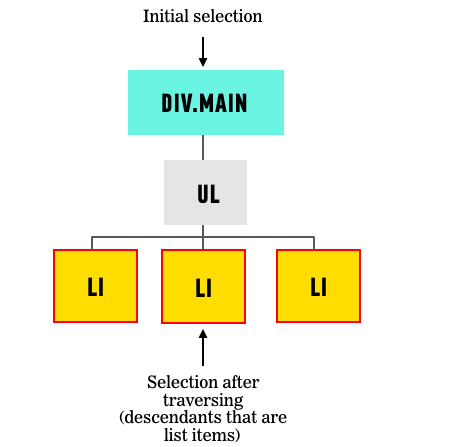 Initial selection
DIV.MAIN
UL
LI LI LI
Selection after
traversing
(descendants that are
list items)